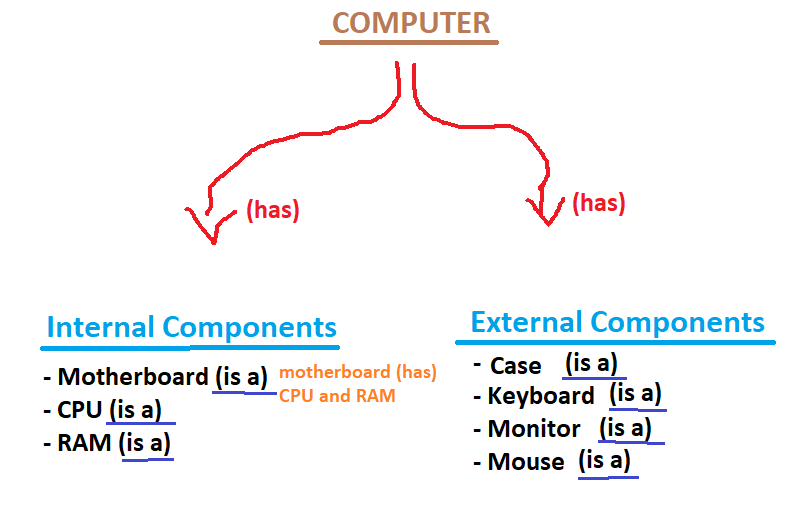 COMPUTER
(has)
(has)
Internal Components
- Motherboard (is a)
motherboard (has)
CPU and RAM
- CPU (is a)
- RAM (is a)
External Components
- Case (is a)
- Keyboard (is a)
- Monitor (is a)
- Mouse (is a)